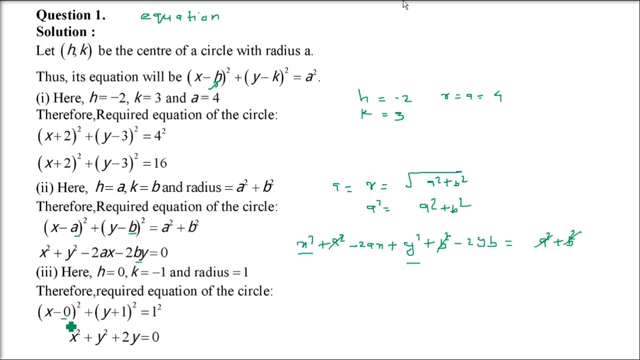 Question 1. equation
Solution :
Let (h, k) be the centre of a circle with radius a.
Thus, its equation will be (x−h)² + (y−k)² = a².
(i) Here, h = −2, k = 3 and a = 4
h = -2 r = a = 4
Therefore,Required equation of the circle:
k = 3
(x+2)² + (y−3)² = 4²
(x+2)² + (y−3)² = 16
(ii) Here, h = a, k = b and radius = a² + b²
a = r = √a²+b²
Therefore,Required equation of the circle:
a² = a²+b²
(x−a)² + (y−b)² = a² + b²
x² + y² − 2ax − 2by = 0
x² + a² - 2ax + y² + b² - 2yb = a² + b²
(iii) Here, h = 0, k = −1 and radius = 1
Therefore,required equation of the circle:
(x−0)² + (y+1)² = 1²
x² + y² + 2y = 0